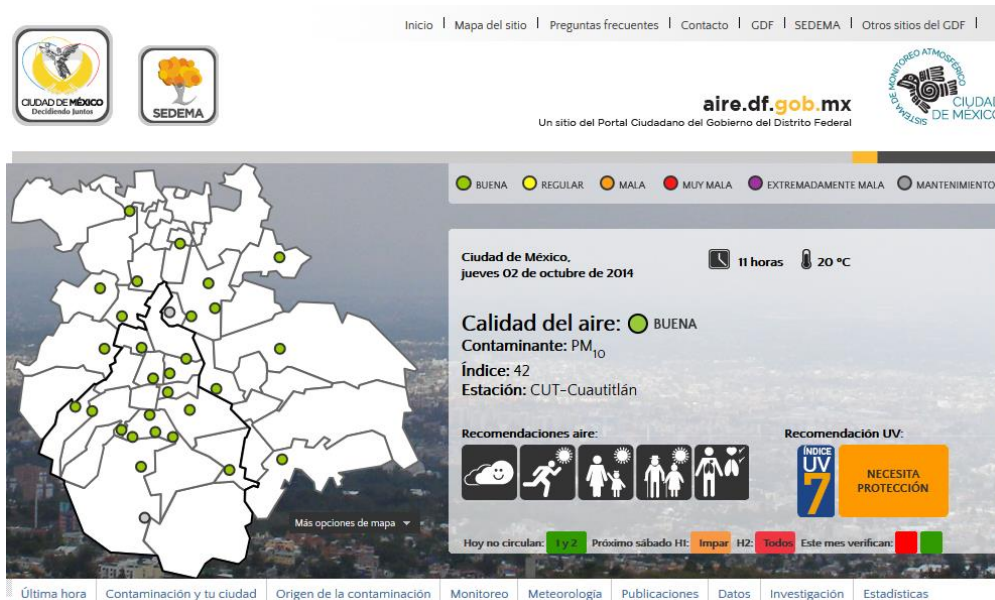 Inicio | Mapa del sitio | Preguntas frecuentes | Contacto | GDF | SEDEMA | Otros sitios del GDF |
CIUDAD DE MÉXICO
Decidiendo Juntos
SEDEMA
aire.df.gob.mx
Un sitio del Portal Ciudadano del Gobierno del Distrito Federal
SISTEMA DE MONITOREO ATMOSFÉRICO
CIUDAD
DE MÉXICO
BUENA REGULAR MALA MUY MALA EXTREMADAMENTE MALA MANTENIMIENTO
Ciudad de México,
jueves 02 de octubre de 2014
11 horas 20 ºC
Calidad del aire: BUENA
Contaminante: PM10
Índice: 42
Estación: CUT-Cuautitlán
Recomendaciones aire:
Recomendación UV:
ÍNDICE
UV
7
NECESITA
PROTECCIÓN
Más opciones de mapa
Hoy no circulan: 1 y 2 Próximo sábado H1: Impar H2: Todos Este mes verifican:
Última hora | Contaminación y tu ciudad | Origen de la contaminación | Monitoreo | Meteorología | Publicaciones | Datos | Investigación | Estadísticas